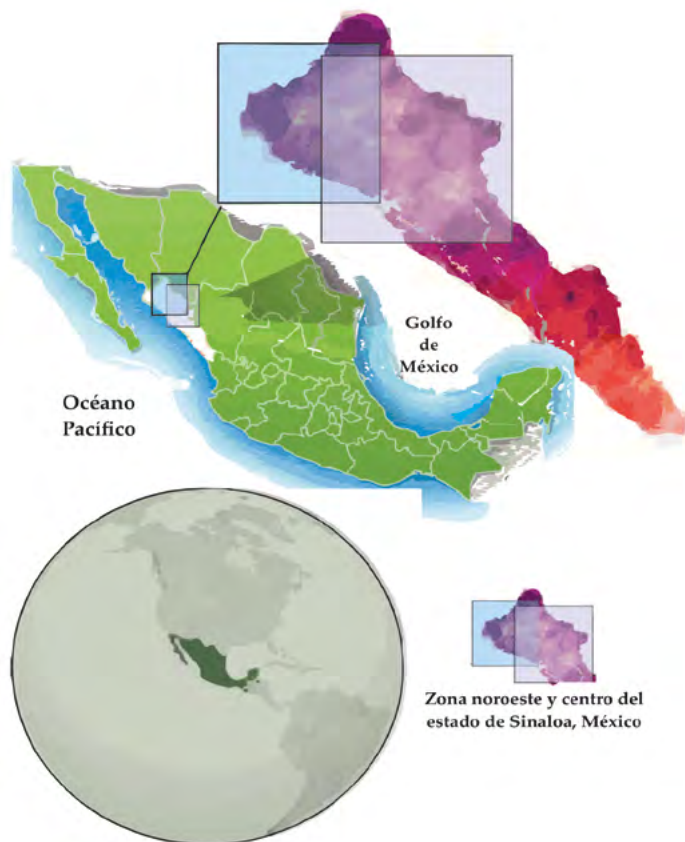 Golfo
de
México
Océano
Pacífico
Zona noroeste y centro del
estado de Sinaloa, México